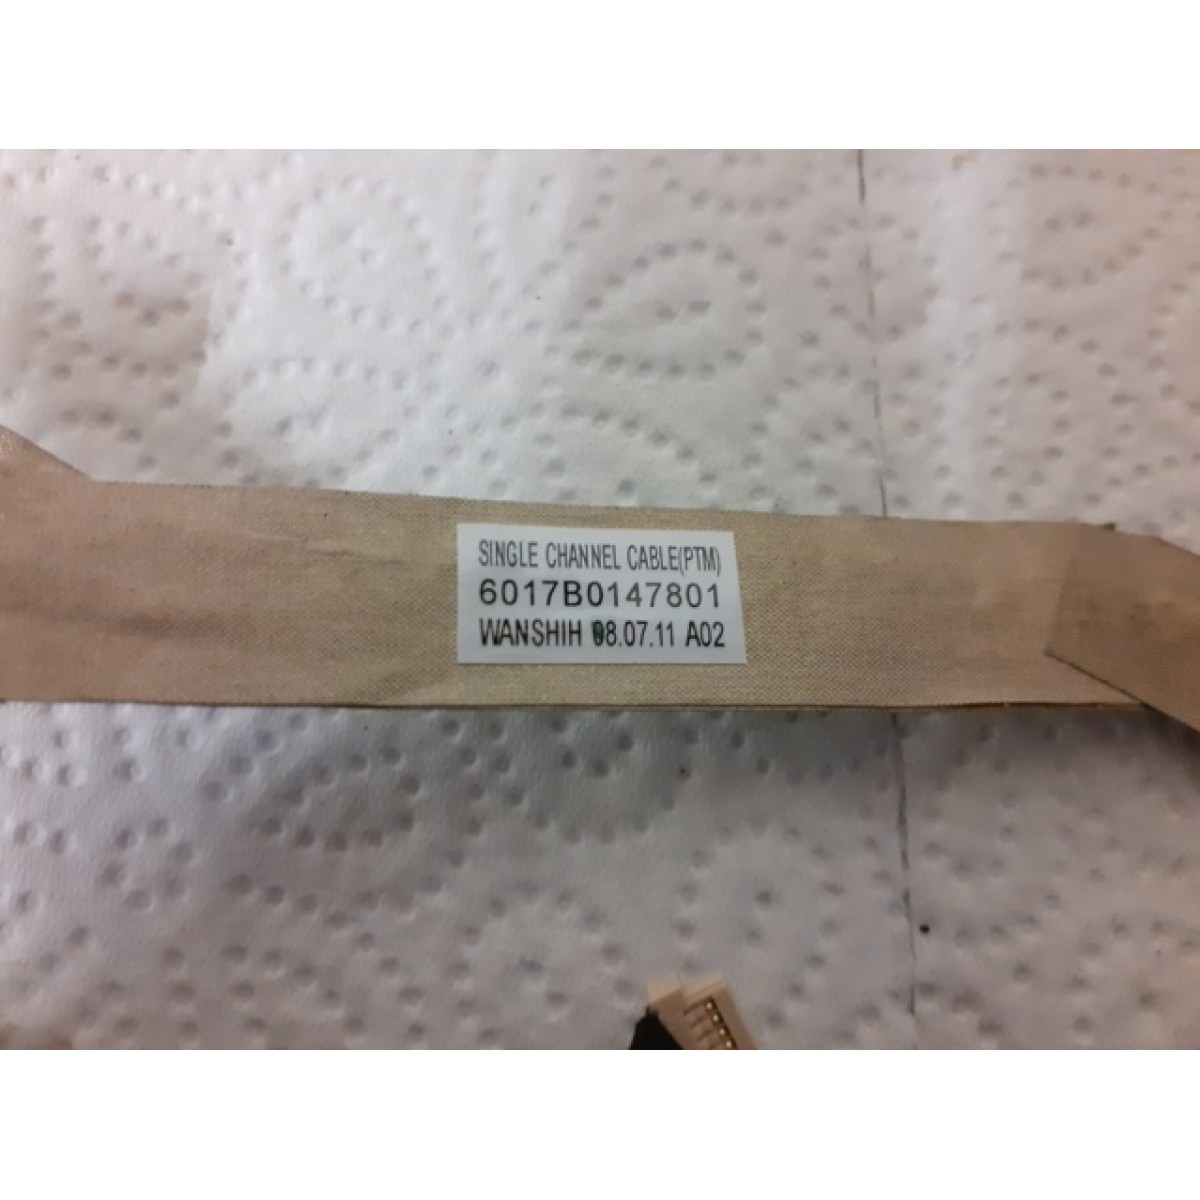 SINGLE CHANNEL CABLE(PTM)
6017B0147801
WANSHIH 08.07.11 A02